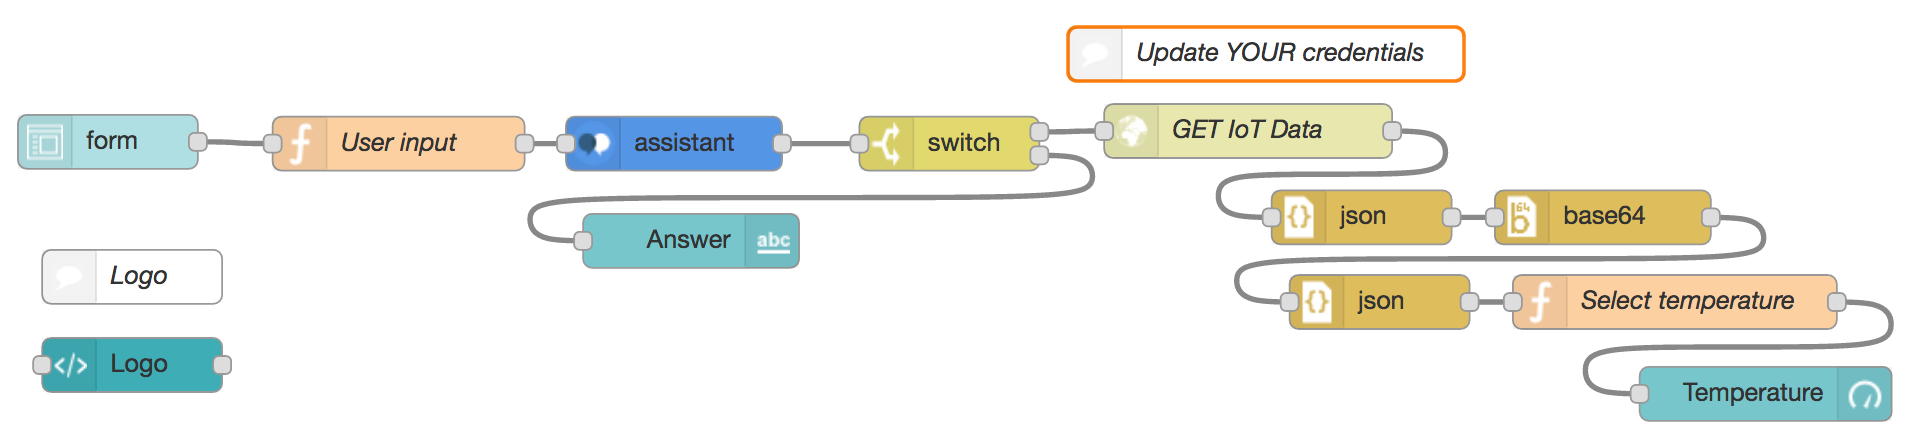 Update YOUR credentials
form
User input
assistant
switch
GET IoT Data
json
base64
64
b
Answer
abc
Logo
json
Select temperature
Logo
Temperature